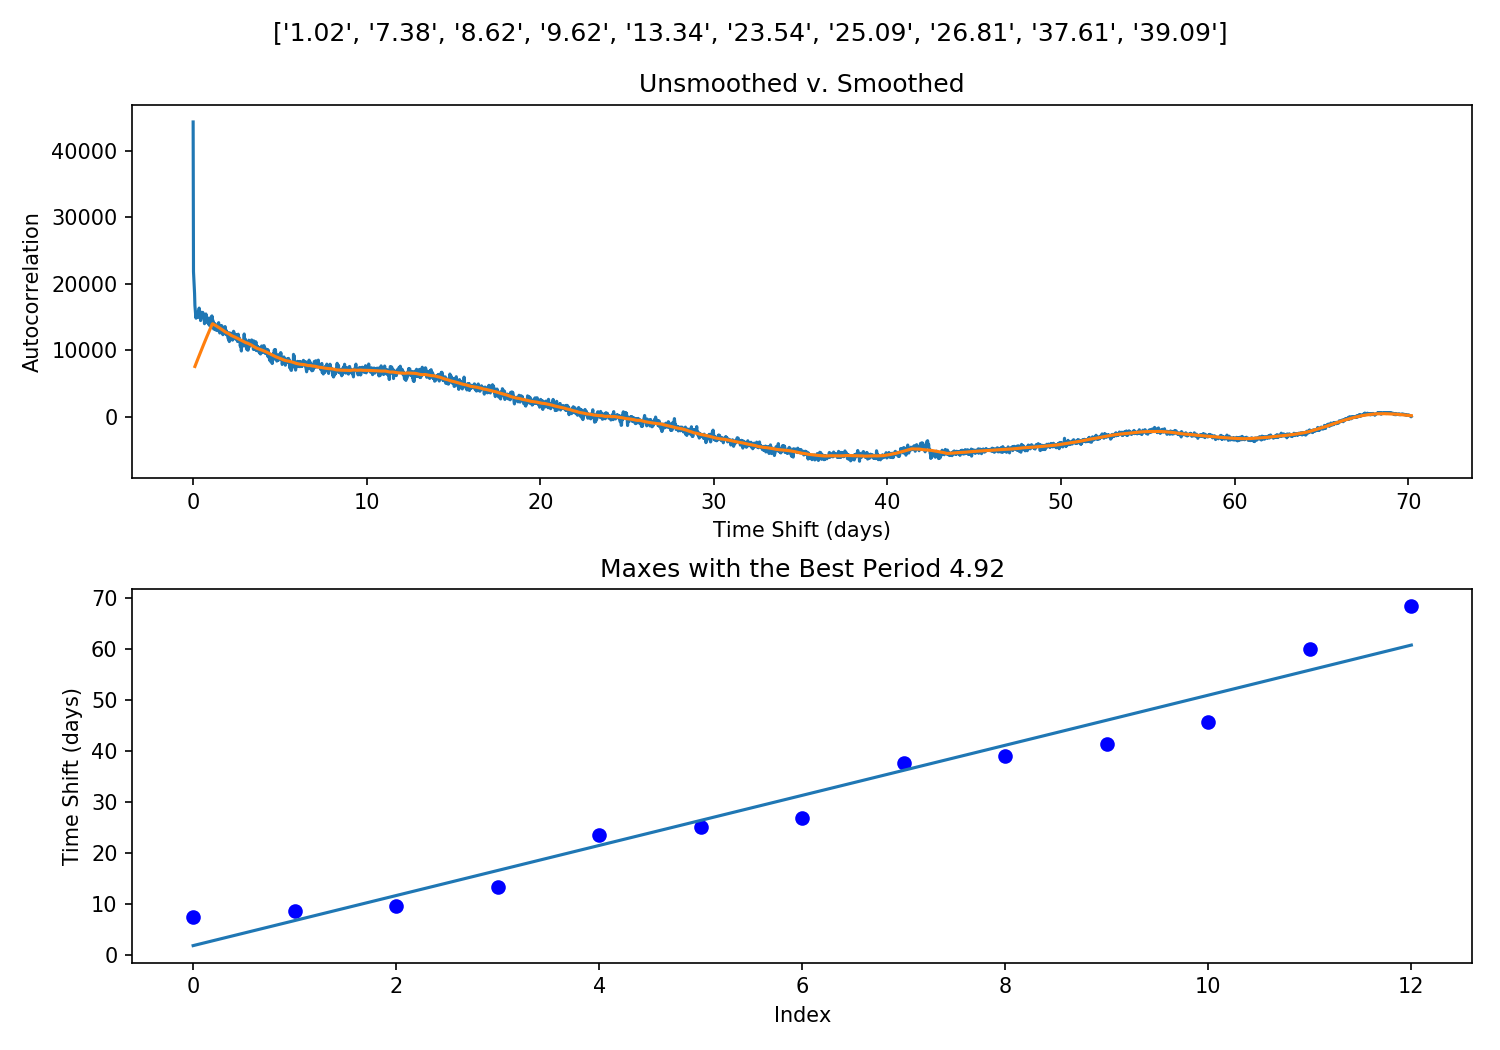 ['1.02', '7.38', '8.62', '9.62', '13.34', '23.54', '25.09', '26.81', '37.61', '39.09']
Unsmoothed v. Smoothed
Autocorrelation
40000
30000
20000
10000
0
0 10 20 30 40 50 60 70
Time Shift (days)
Maxes with the Best Period 4.92
Time Shift (days)
70
60
50
40
30
20
10
0
0 2 4 6 8 10 12
Index